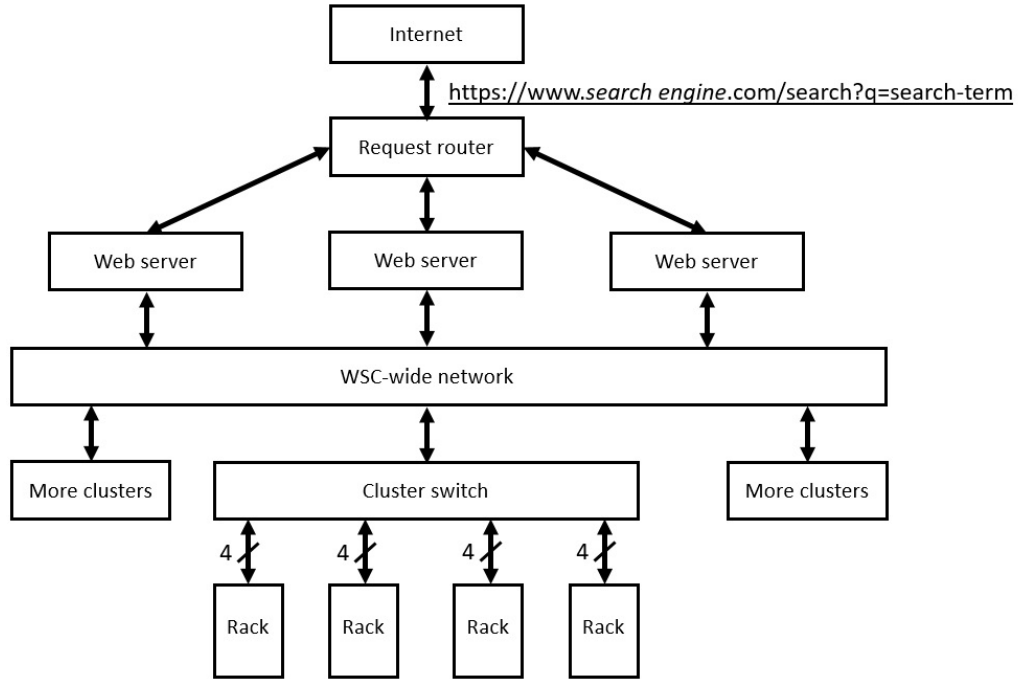 Internet
https://www.search engine.com/search?q=search-term
Request router
Web server
Web server
Web server
WSC-wide network
More clusters
Cluster switch
More clusters
4
4
4
4
Rack
Rack
Rack
Rack